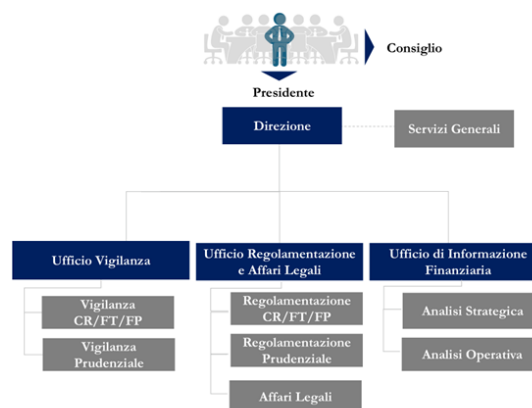 Consiglio
Presidente
Direzione
Servizi Generali
Ufficio Vigilanza
Ufficio Regolamentazione
e Affari Legali
Ufficio di Informazione
Finanziaria
Vigilanza
CR/FT/FP
Vigilanza
Prudenziale
Regolamentazione
CR/FT/FP
Regolamentazione
Prudenziale
Affari Legali
Analisi Strategica
Analisi Operativa